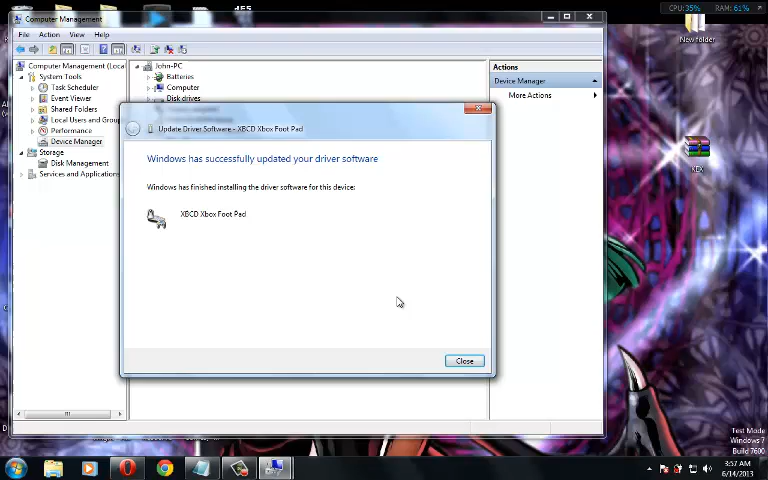 Computer Management
CPU: 35%
RAM: 61%
File Action View Help
New folder
Computer Management (Local
System Tools
Task Scheduler
Event Viewer
Shared Folders
Local Users and Group
Performance
Device Manager
Storage
Disk Management
Services and Applications
John-PC
Batteries
Computer
Disk drives
Actions
Device Manager
More Actions
Update Driver Software - XBCD Xbox Foot Pad
Windows has successfully updated your driver software
Windows has finished installing the driver software for this device:
XBCD Xbox Foot Pad
Close
Test Mode
Windows 7
Build 7600
3:57 AM
6/14/2013